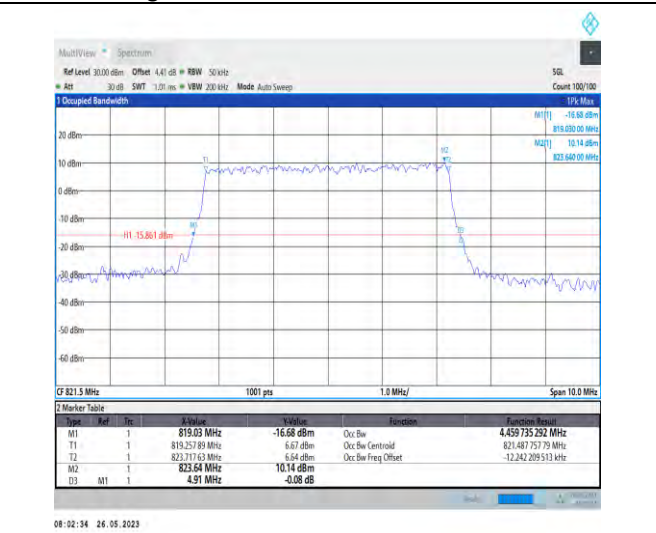 MultiView Spectrum
Ref Level 30.00 dBm Offset 4.41 dB RBW 50 kHz SGL
Att 30 dB SWT 1.01 ms VBW 200 kHz Mode Auto Sweep Count 100/100
1 Occupied Bandwidth 1Pk Max
M1[1] -16.68 dBm
819.030 00 MHz
M2[1] 10.14 dBm
823.640 00 MHz
20 dBm
M2
T1 T2
10 dBm
0 dBm
-10 dBm
M1
H1 -15.861 dBm
D3
-20 dBm
-30 dBm
-40 dBm
-50 dBm
-60 dBm
CF 821.5 MHz 1001 pts 1.0 MHz/ Span 10.0 MHz
2 Marker Table
Type Ref Trc X-Value Y-Value Function Function Result
M1 1 819.03 MHz -16.68 dBm Occ Bw 4.459 735 292 MHz
T1 1 819.257 89 MHz 6.67 dBm Occ Bw Centroid 821.487 757 79 MHz
T2 1 823.717 63 MHz 6.64 dBm Occ Bw Freq Offset -12.242 209 513 kHz
M2 1 823.64 MHz 10.14 dBm
D3 M1 1 4.91 MHz -0.08 dB
08:02:34 26.05.2023